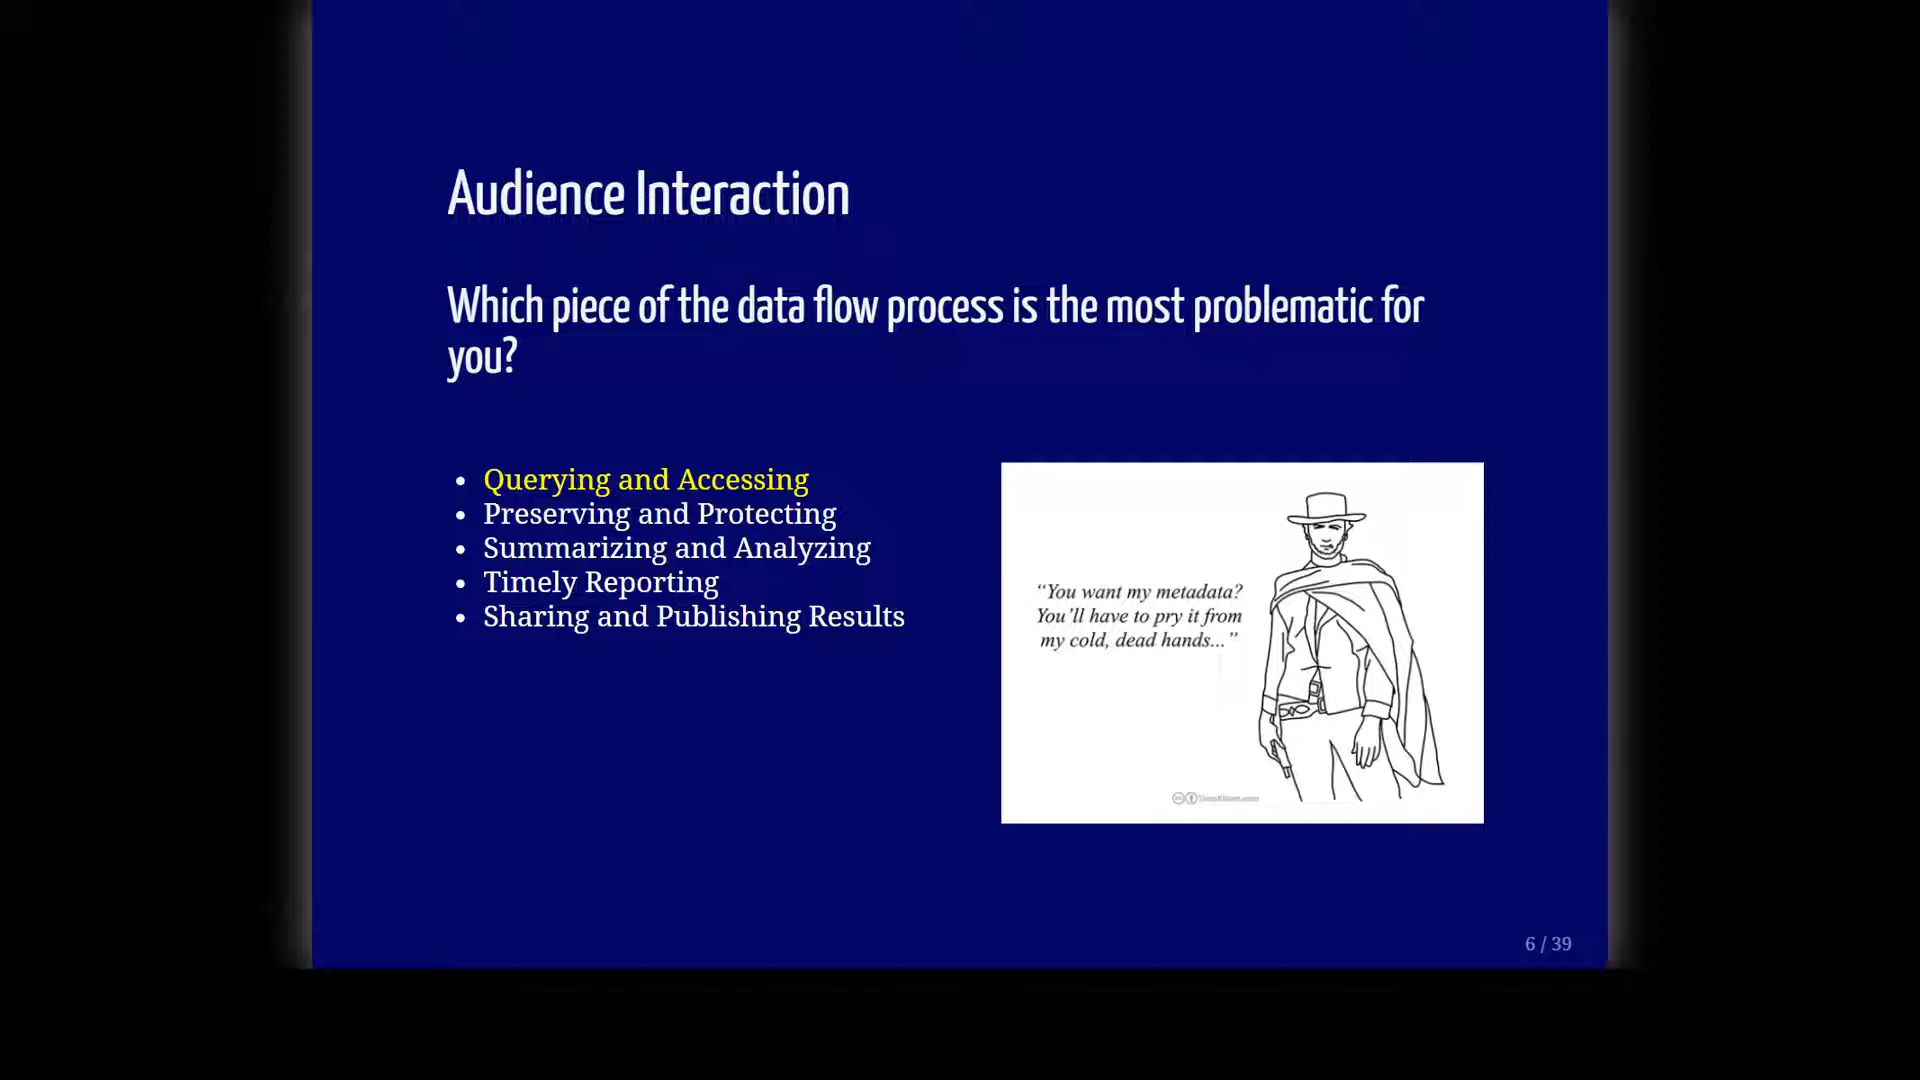 Audience Interaction
Which piece of the data flow process is the most problematic for
you?
• Querying and Accessing
• Preserving and Protecting
• Summarizing and Analyzing
• Timely Reporting
• Sharing and Publishing Results
“You want my metadata?
You’ll have to pry it from
my cold, dead hands...”
6 / 39